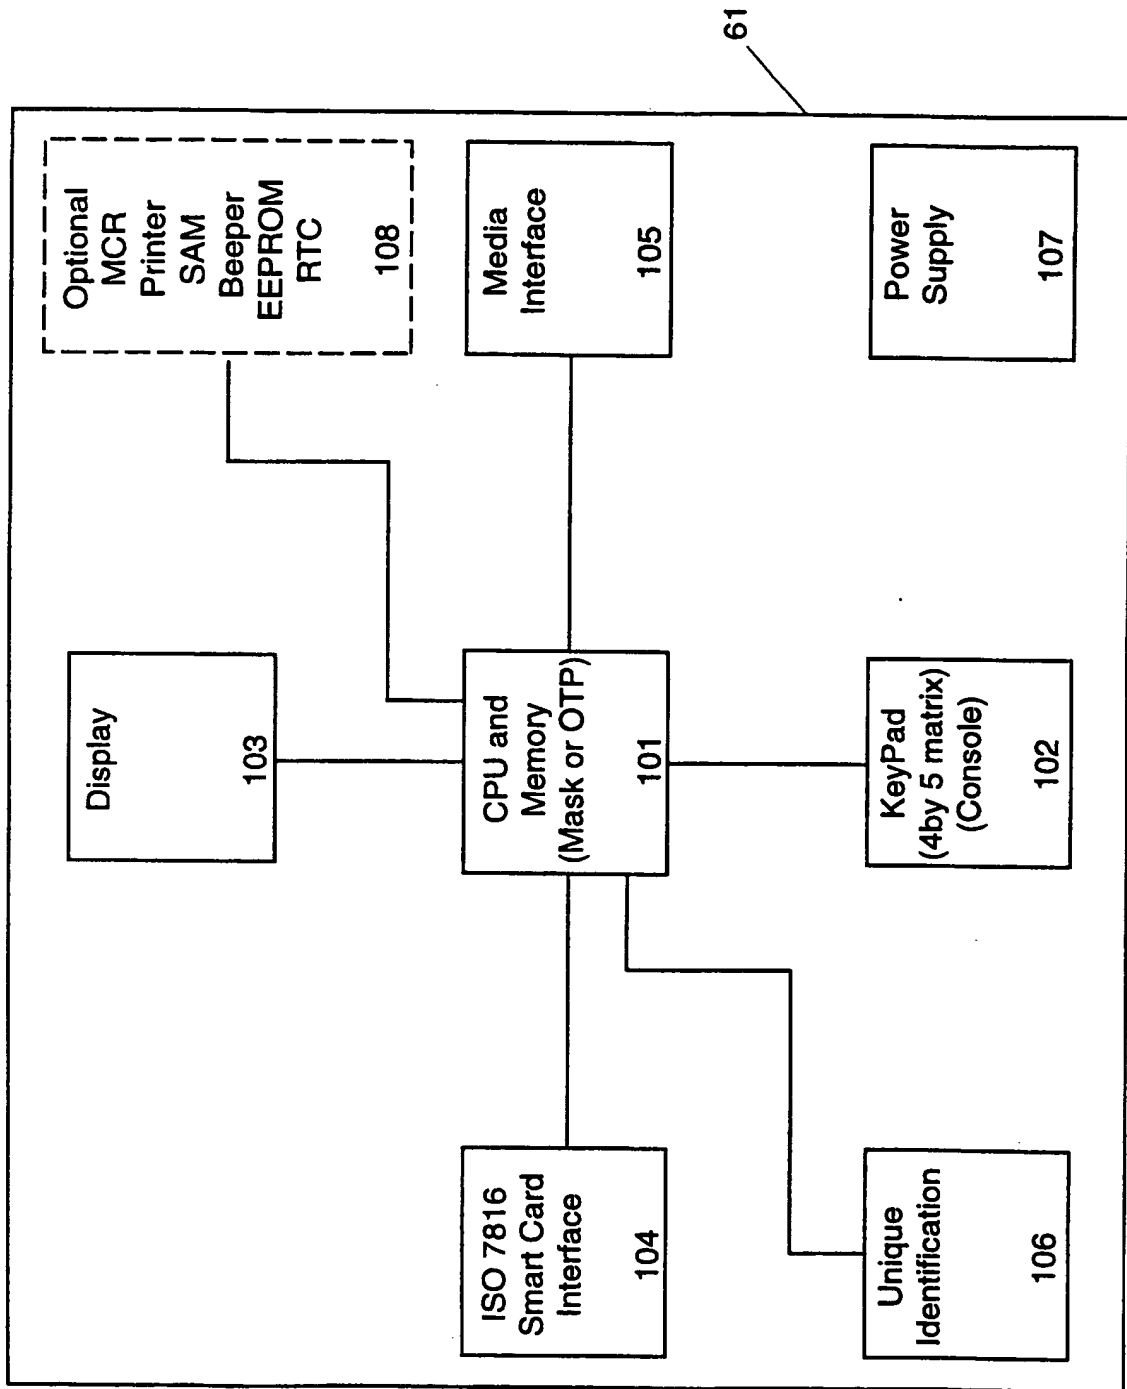 61
ISO 7816
Smart Card
Interface
104
Unique
Identification
106
Display
103
CPU and
Memory
(Mask or OTP)
101
KeyPad
(4by 5 matrix)
(Console)
102
Optional
MCR
Printer
SAM
Beeper
EEPROM
RTC
108
Media
Interface
105
Power
Supply
107